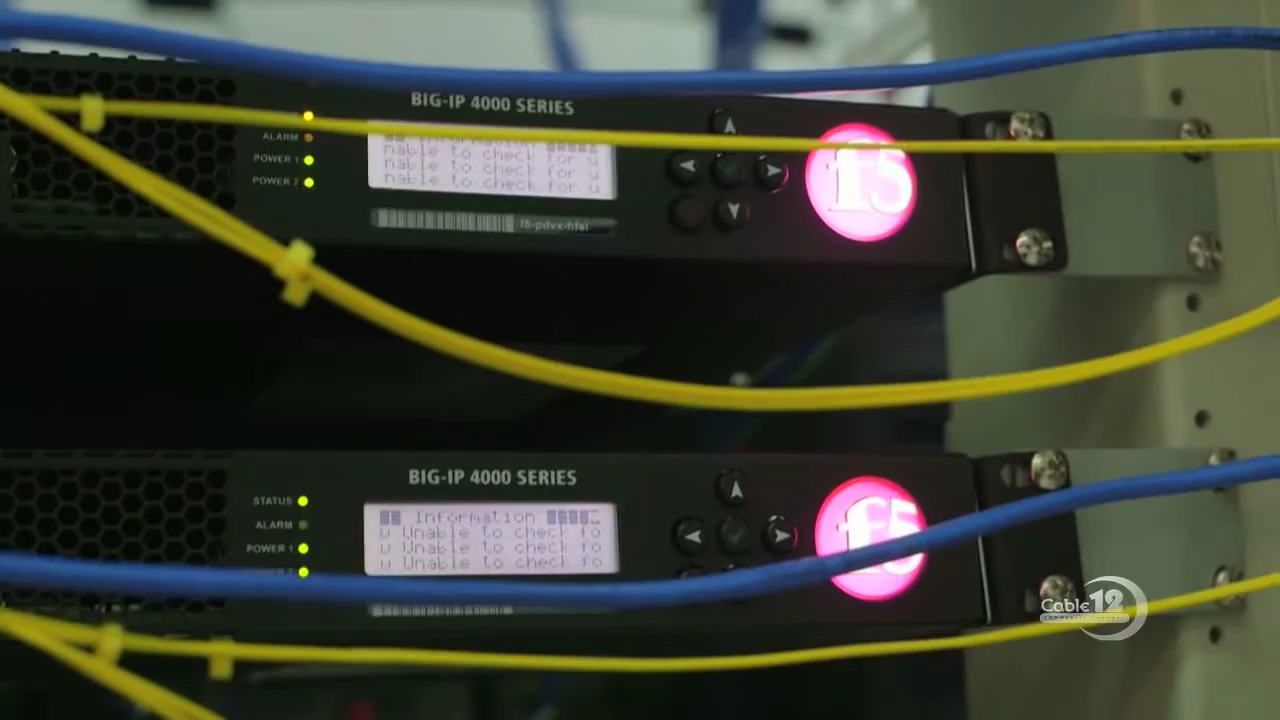 BIG-IP 4000 SERIES
ALARM
POWER 1
POWER 2
Information
nable to check for u
nable to check for u
nable to check for u
f5
BIG-IP 4000 SERIES
STATUS
ALARM
POWER 1
Information
u Unable to check fo
u Unable to check fo
u Unable to check fo
f5
Cable 12